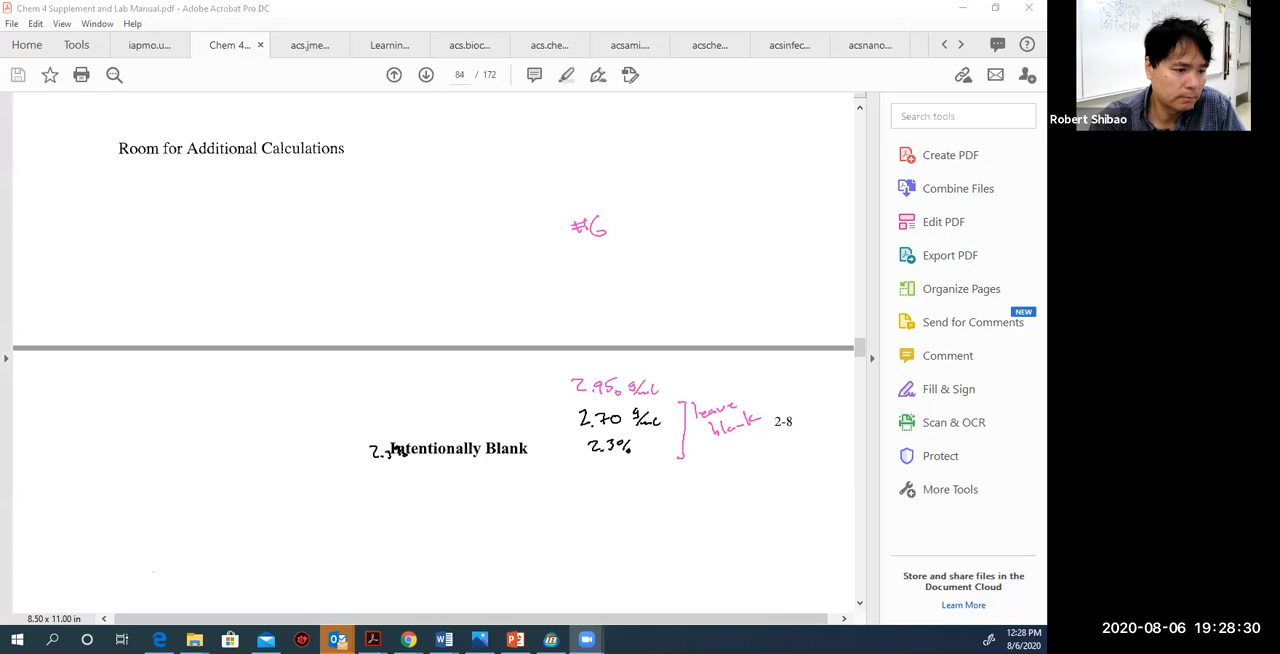 Chem 4 Supplement and Lab Manual.pdf - Adobe Acrobat Pro DC
File Edit View Window Help
Home Tools iapmo.u... Chem 4... × acs.jme... Learnin... acs.bioc... acs.che... acsami.... acsche... acsinfec... acsnano...
84 / 172
Search tools
Robert Shibao
Room for Additional Calculations
#6
2.950 g/mL
2.70 g/mL
2.3%
leave
blank
2-8
2.3%
Intentionally Blank
Create PDF
Combine Files
Edit PDF
Export PDF
Organize Pages
NEW
Send for Comments
Comment
Fill & Sign
Scan & OCR
Protect
More Tools
Store and share files in the
Document Cloud
Learn More
8.50 x 11.00 in
12:28 PM
8/6/2020
2020-08-06 19:28:30